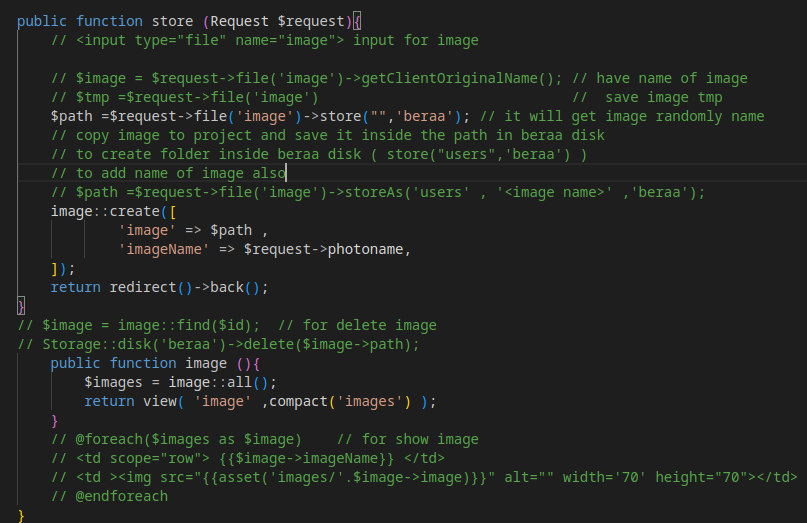 public function store (Request $request){
// <input type="file" name="image"> input for image
// $image = $request->file('image')->getClientOriginalName(); // have name of image
// $tmp =$request->file('image') // save image tmp
$path =$request->file('image')->store("",'beraa'); // it will get image randomly name
// copy image to project and save it inside the path in beraa disk
// to create folder inside beraa disk ( store("users",'beraa') )
// to add name of image also
// $path =$request->file('image')->storeAs('users' , '<image name>' ,'beraa');
image::create([
'image' => $path ,
'imageName' => $request->photoname,
]);
return redirect()->back();
}
// $image = image::find($id); // for delete image
// Storage::disk('beraa')->delete($image->path);
public function image (){
$images = image::all();
return view( 'image' ,compact('images') );
}
// @foreach($images as $image) // for show image
// <td scope="row"> {{$image->imageName}} </td>
// <td ><img src="{{asset('images/'.$image->image)}}" alt="" width='70' height="70"></td>
// @endforeach
}